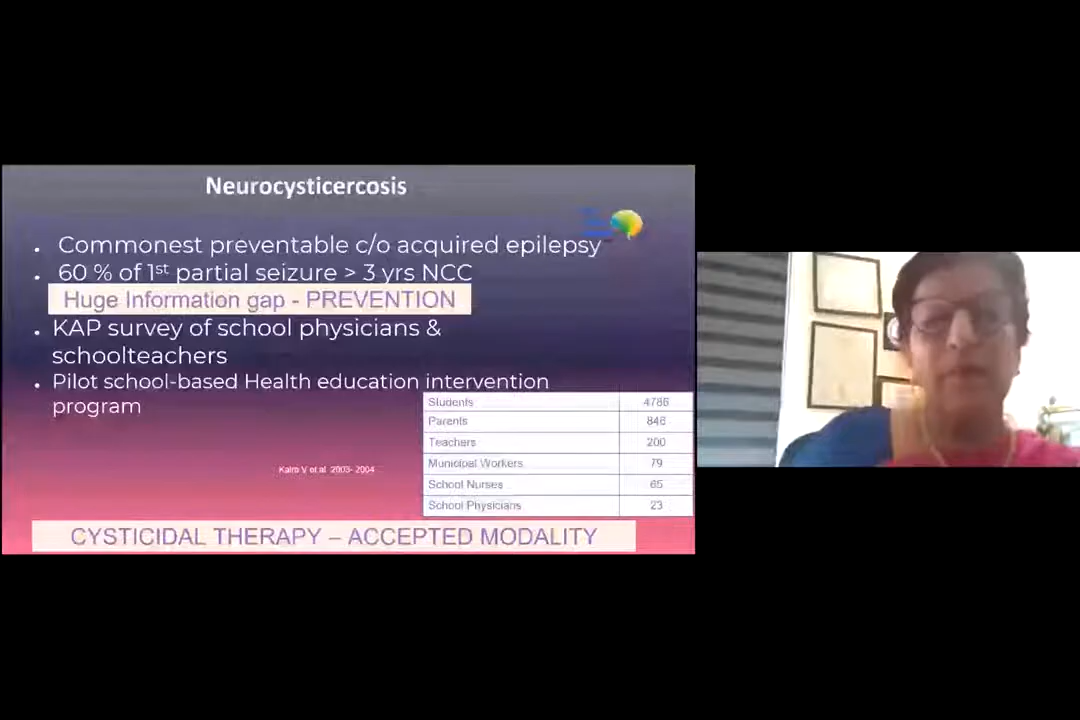 Neurocysticercosis
. Commonest preventable c/o acquired epilepsy
. 60 % of 1st partial seizure > 3 yrs NCC
Huge Information gap - PREVENTION
. KAP survey of school physicians &
schoolteachers
. Pilot school-based Health education intervention
program
Students 4786
Parents 846
Teachers 200
Municipal Workers 79
School Nurses 65
School Physicians 23
Kalra V et al 2003- 2004
CYSTICIDAL THERAPY – ACCEPTED MODALITY